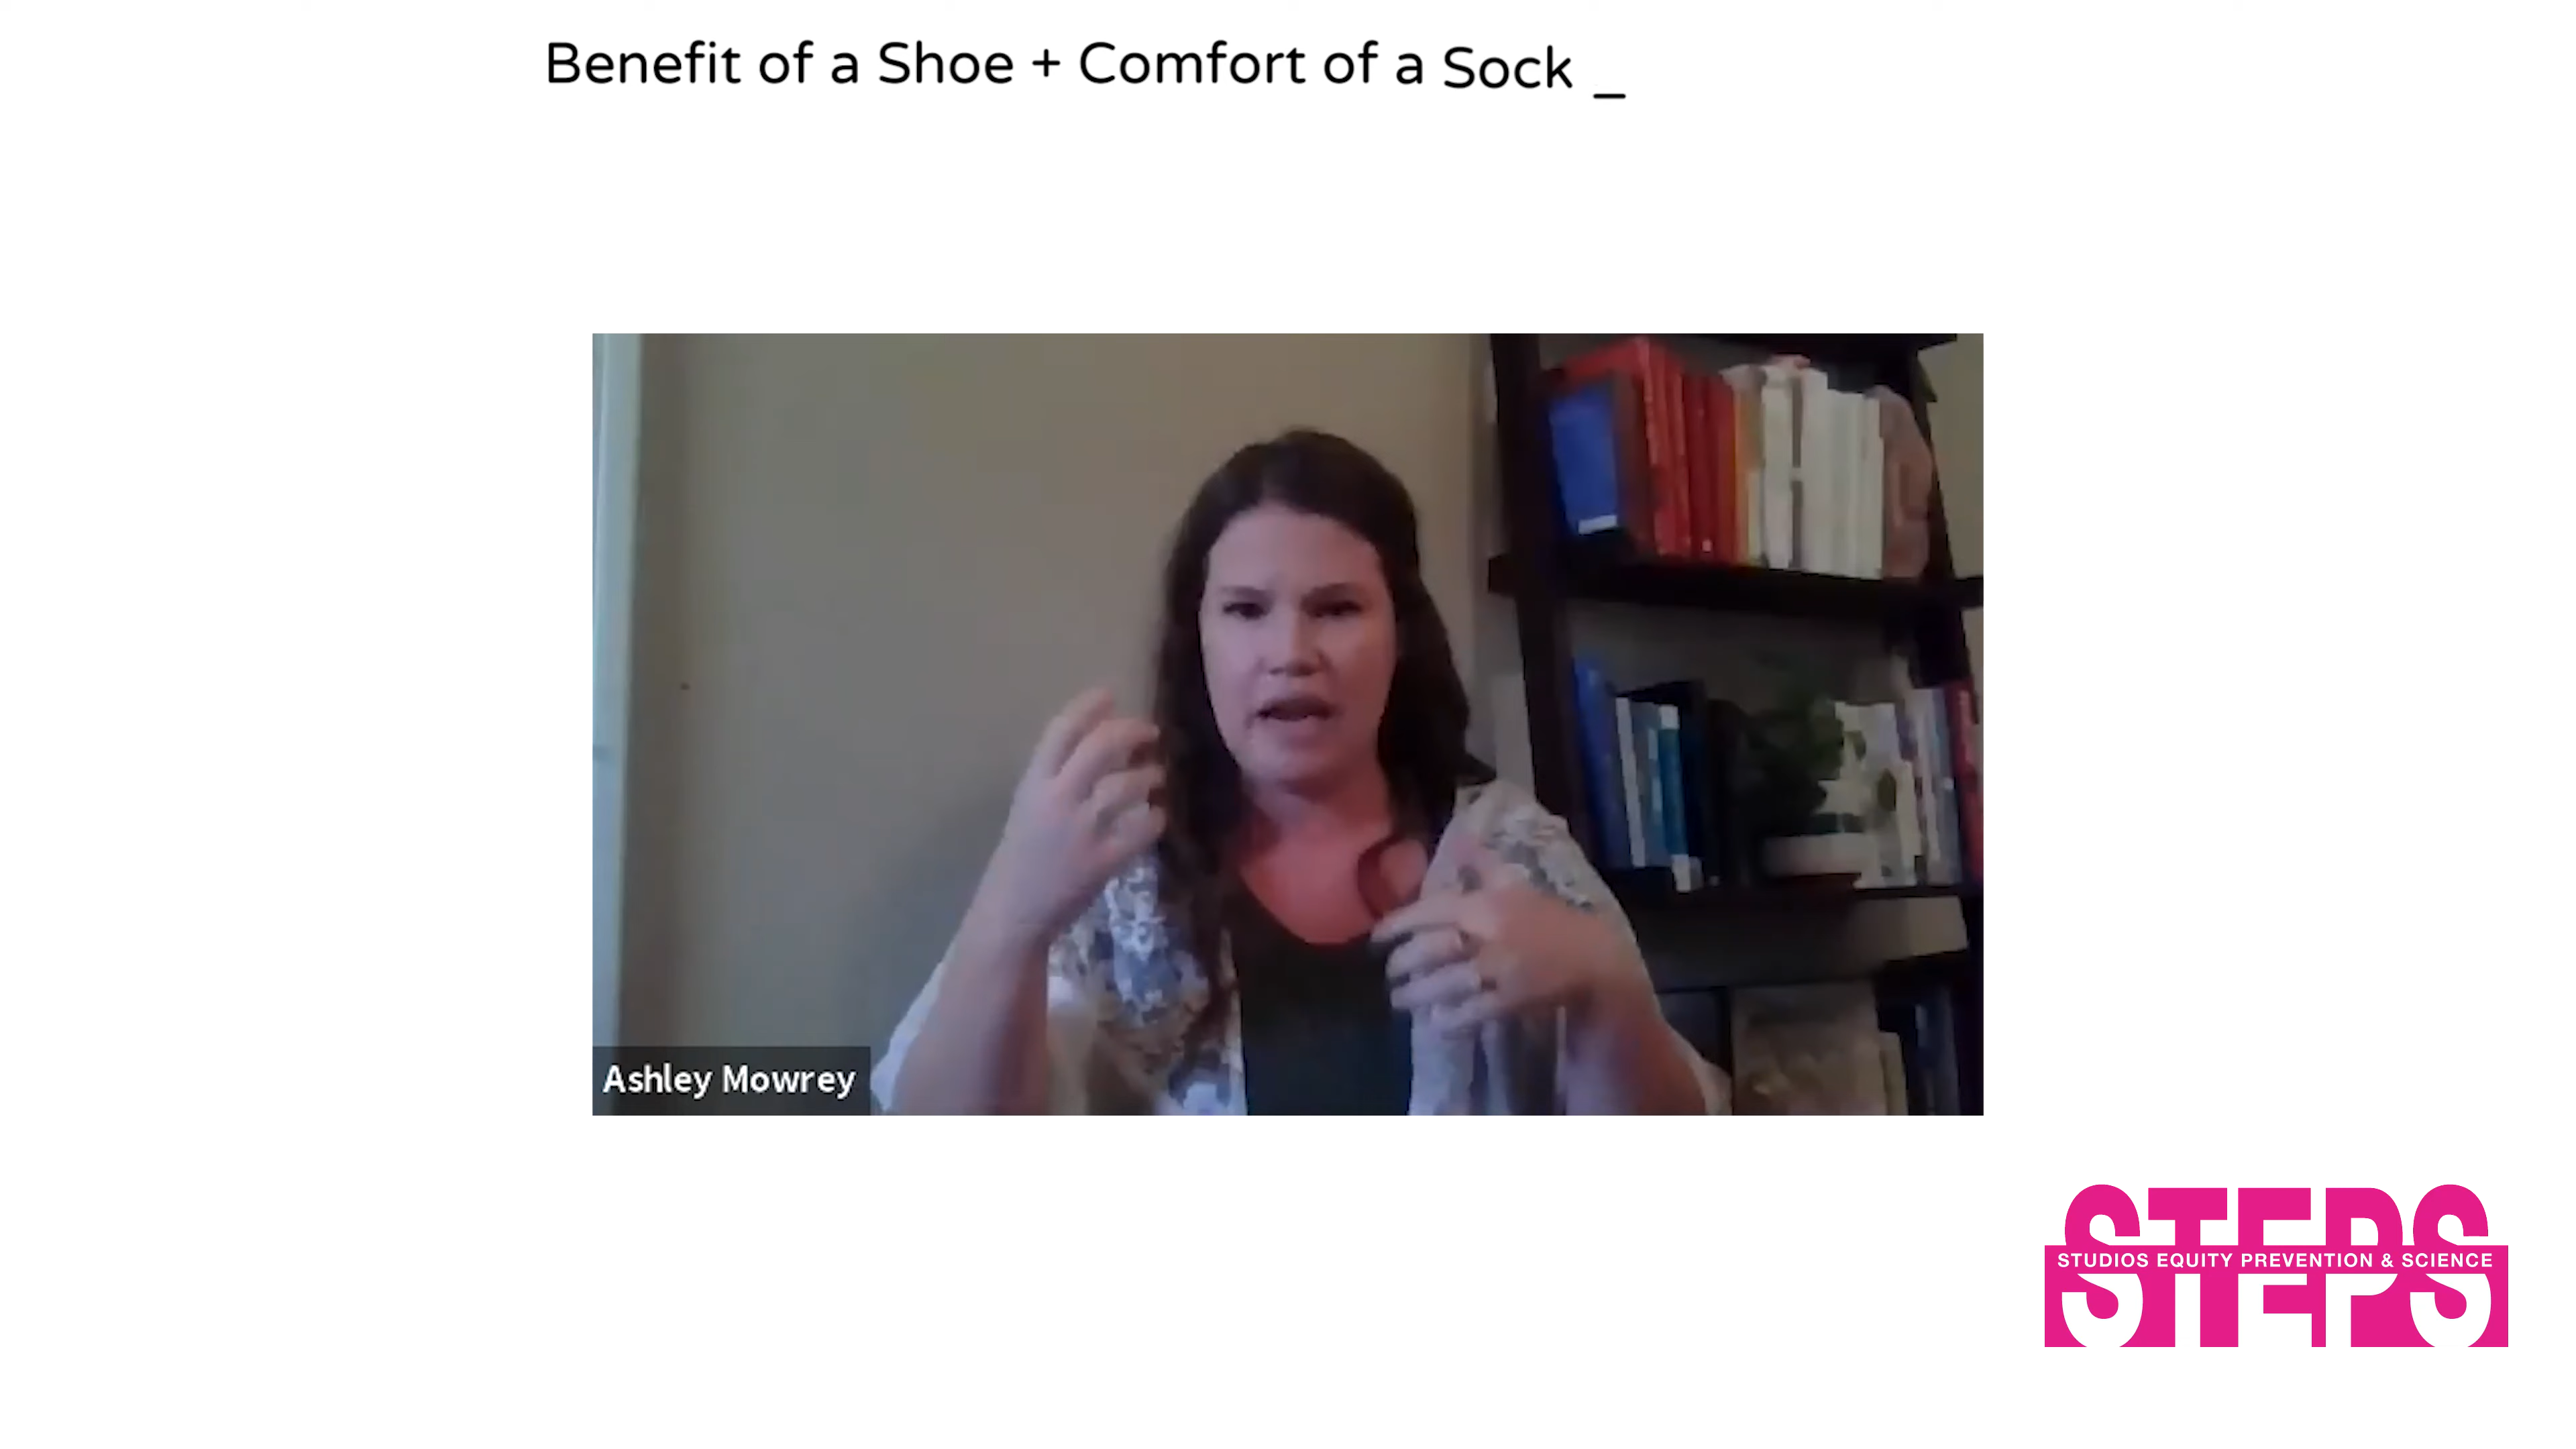 Benefit of a Shoe + Comfort of a Sock _
Ashley Mowrey
STEPS
STUDIOS EQUITY PREVENTION & SCIENCE